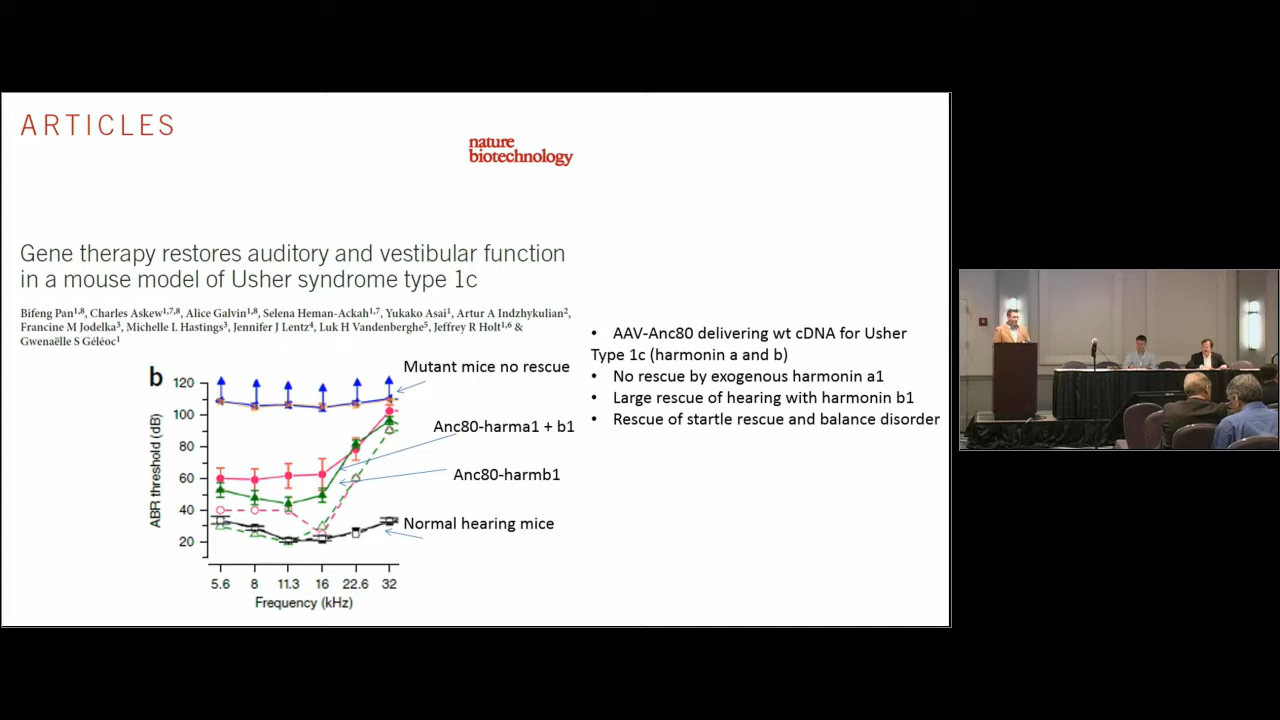 ARTICLES
nature
biotechnology
Gene therapy restores auditory and vestibular function
in a mouse model of Usher syndrome type 1c
Bifeng Pan1,8, Charles Askew1,7,8, Alice Galvin1,8, Selena Heman-Ackah1,7, Yukako Asai1, Artur A Indzhykulian2,
Francine M Jodelka3, Michelle L Hastings3, Jennifer J Lentz4, Luk H Vandenberghe5, Jeffrey R Holt1,6 &
Gwenaëlle S Géléoc1
b
120
100
80
60
40
20
ABR threshold (dB)
5.6 8 11.3 16 22.6 32
Frequency (kHz)
Mutant mice no rescue
Anc80-harma1 + b1
Anc80-harmb1
Normal hearing mice
• AAV-Anc80 delivering wt cDNA for Usher
Type 1c (harmonin a and b)
• No rescue by exogenous harmonin a1
• Large rescue of hearing with harmonin b1
• Rescue of startle rescue and balance disorder